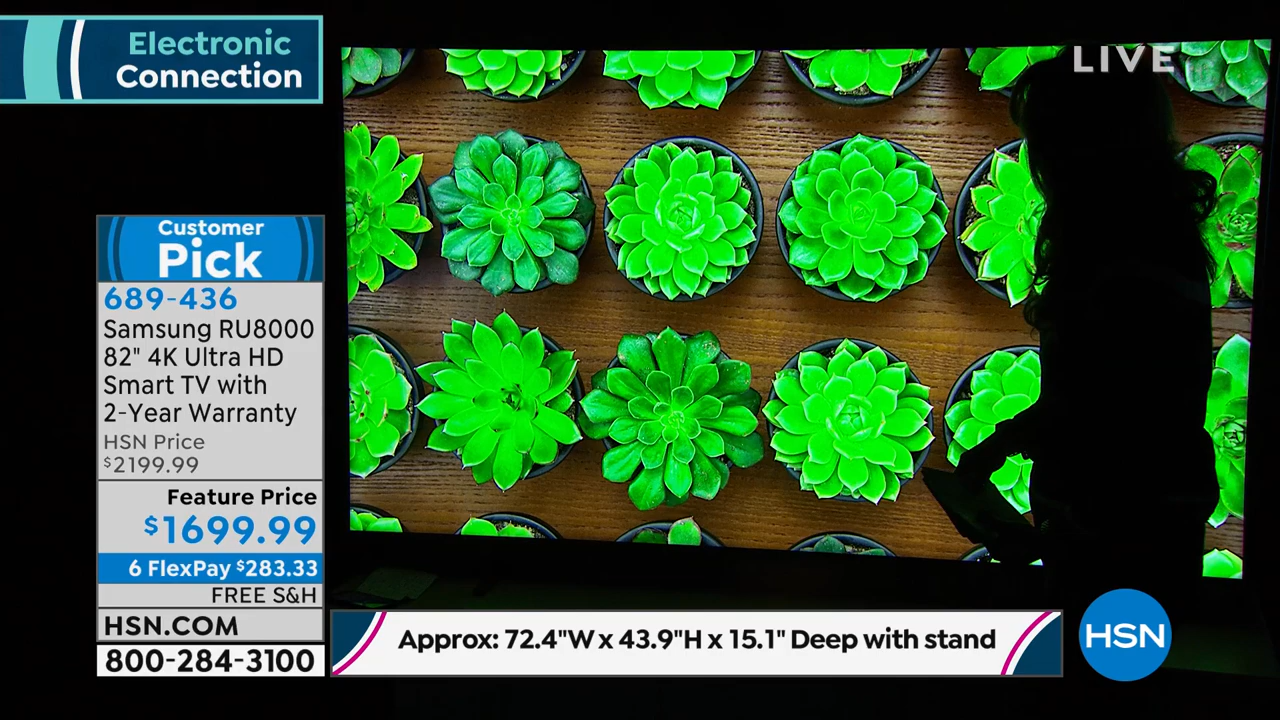 Electronic
Connection
LIVE
Customer
Pick
689-436
Samsung RU8000
82" 4K Ultra HD
Smart TV with
2-Year Warranty
HSN Price
$2199.99
Feature Price
$1699.99
6 FlexPay $283.33
FREE S&H
HSN.COM
800-284-3100
Approx: 72.4"W x 43.9"H x 15.1" Deep with stand
HSN